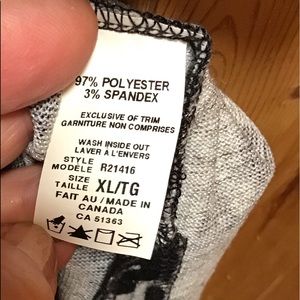 97% POLYESTER
3% SPANDEX
EXCLUSIVE OF TRIM
GARNITURE NON COMPRISES
WASH INSIDE OUT
LAVER A L'ENVERS
STYLE
MODELE R21416
SIZE
TAILLE XL/TG
FAIT AU / MADE IN
CANADA
CA 51363